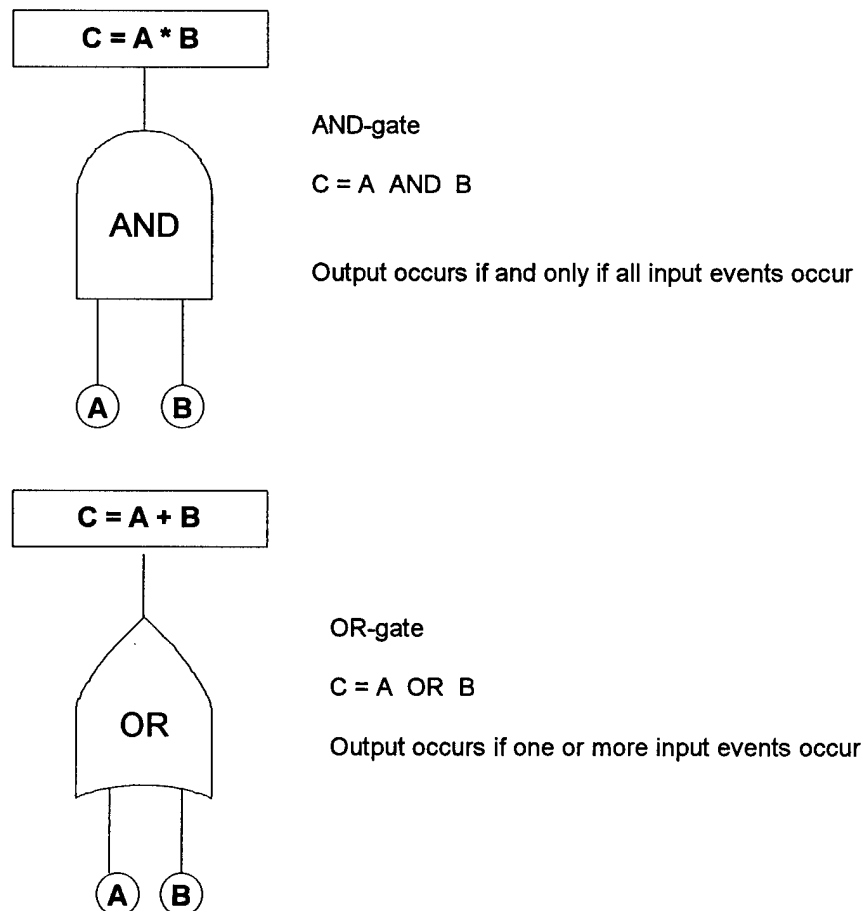 C = A * B
AND-gate
C = A AND B
AND
Output occurs if and only if all input events occur
A B
C = A + B
OR-gate
C = A OR B
OR
Output occurs if one or more input events occur
A B